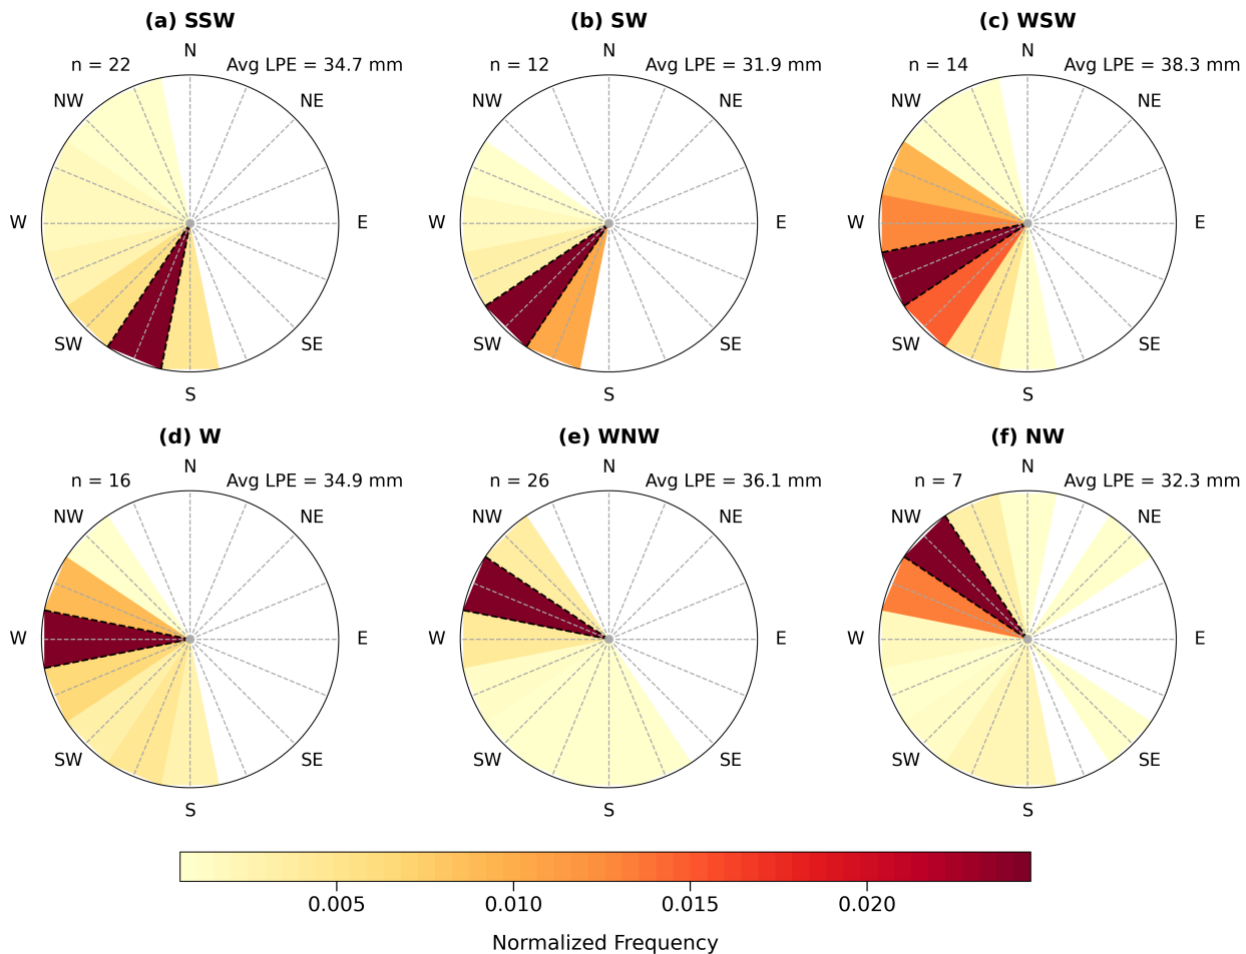 (a) SSW
n = 22
Avg LPE = 34.7 mm
N
NE
E
SE
S
SW
W
NW
(b) SW
n = 12
Avg LPE = 31.9 mm
N
NE
E
SE
S
SW
W
NW
(c) WSW
n = 14
Avg LPE = 38.3 mm
N
NE
E
SE
S
SW
W
NW
(d) W
n = 16
Avg LPE = 34.9 mm
N
NE
E
SE
S
SW
W
NW
(e) WNW
n = 26
Avg LPE = 36.1 mm
N
NE
E
SE
S
SW
W
NW
(f) NW
n = 7
Avg LPE = 32.3 mm
N
NE
E
SE
S
SW
W
NW
0.005 0.010 0.015 0.020
Normalized Frequency